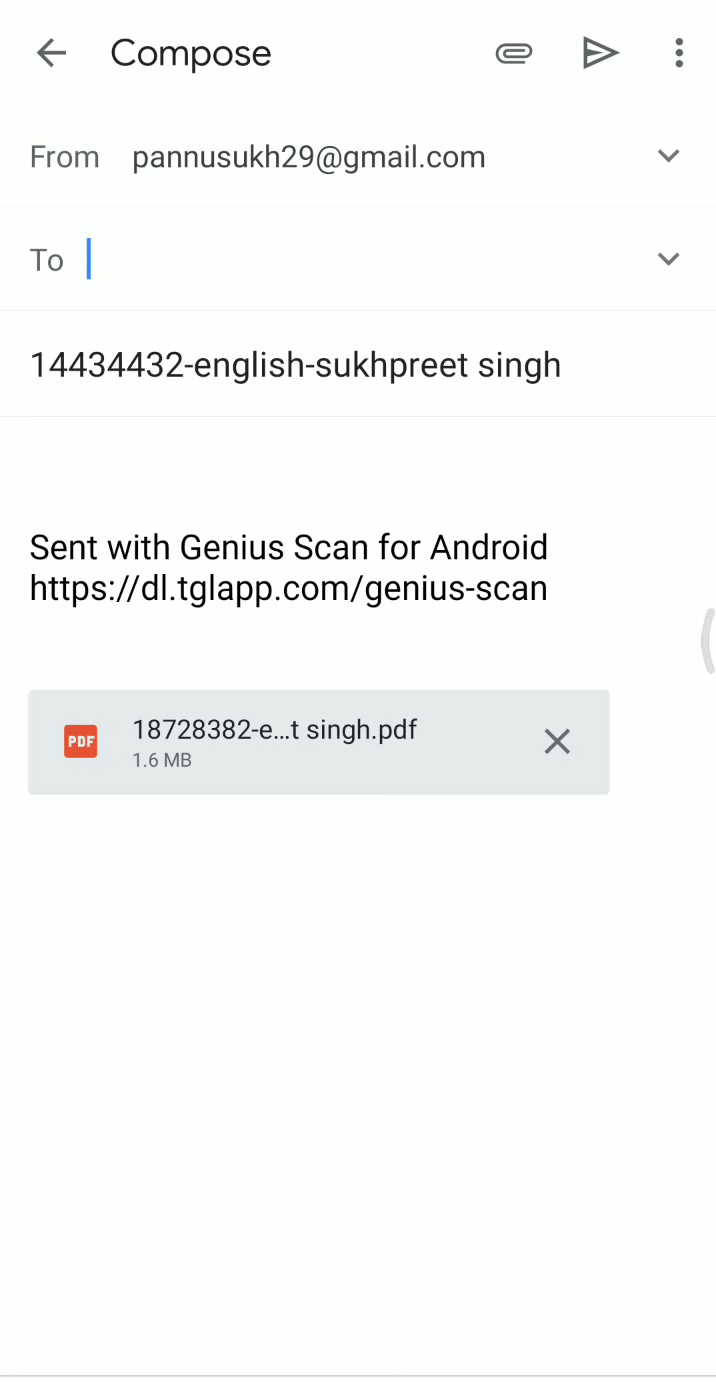 Compose
From pannusukh29@gmail.com
To
14434432-english-sukhpreet singh
Sent with Genius Scan for Android
https://dl.tglapp.com/genius-scan
PDF 18728382-e...t singh.pdf
1.6 MB